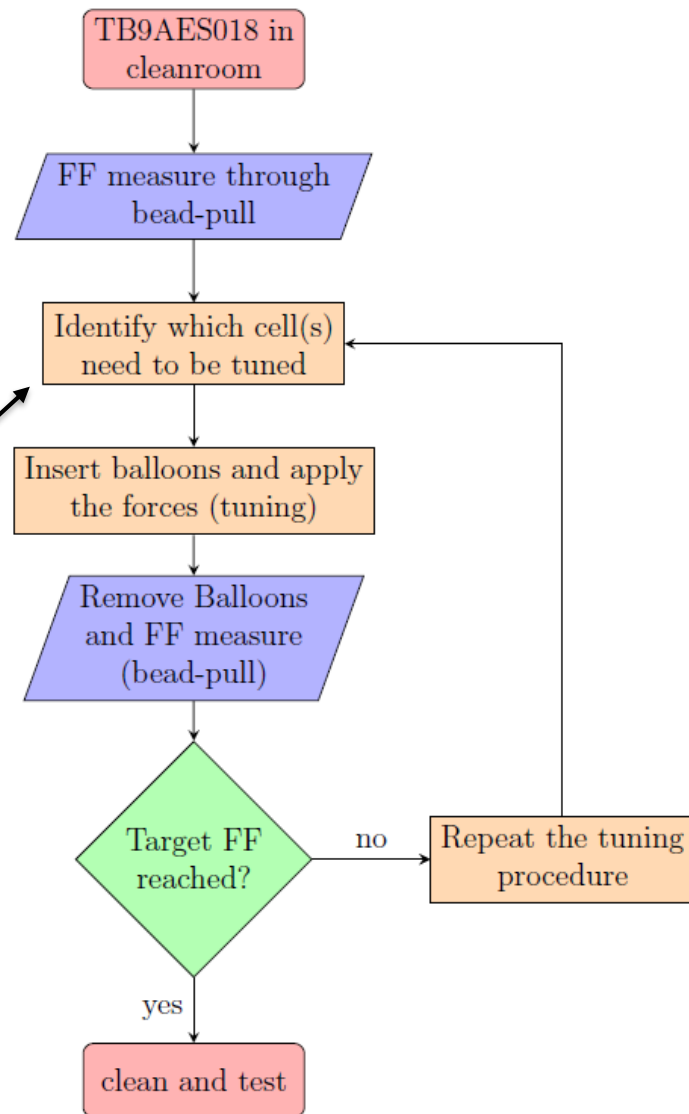 TB9AES018 in
cleanroom
FF measure through
bead-pull
Identify which cell(s)
need to be tuned
Insert balloons and apply
the forces (tuning)
Remove Balloons
and FF measure
(bead-pull)
Target FF
reached?
no
Repeat the tuning
procedure
yes
clean and test